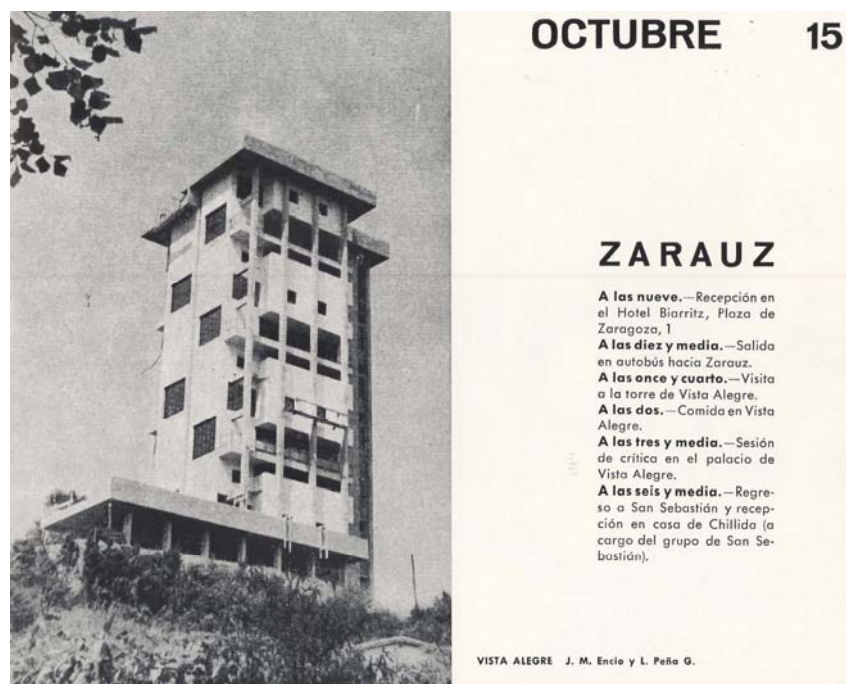 OCTUBRE 15
ZARAUZ
A las nueve.—Recepción en
el Hotel Biarritz, Plaza de
Zaragoza, 1
A las diez y media.—Salida
en autobús hacia Zarauz.
A las once y cuarto.—Visita
a la torre de Vista Alegre.
A las dos.—Comida en Vista
Alegre.
A las tres y media.—Sesión
de crítica en el palacio de
Vista Alegre.
A las seis y media.—Regre-
so a San Sebastián y recep-
ción en casa de Chillida (a
cargo del grupo de San Se-
bastián).
VISTA ALEGRE J. M. Encio y L. Peña G.